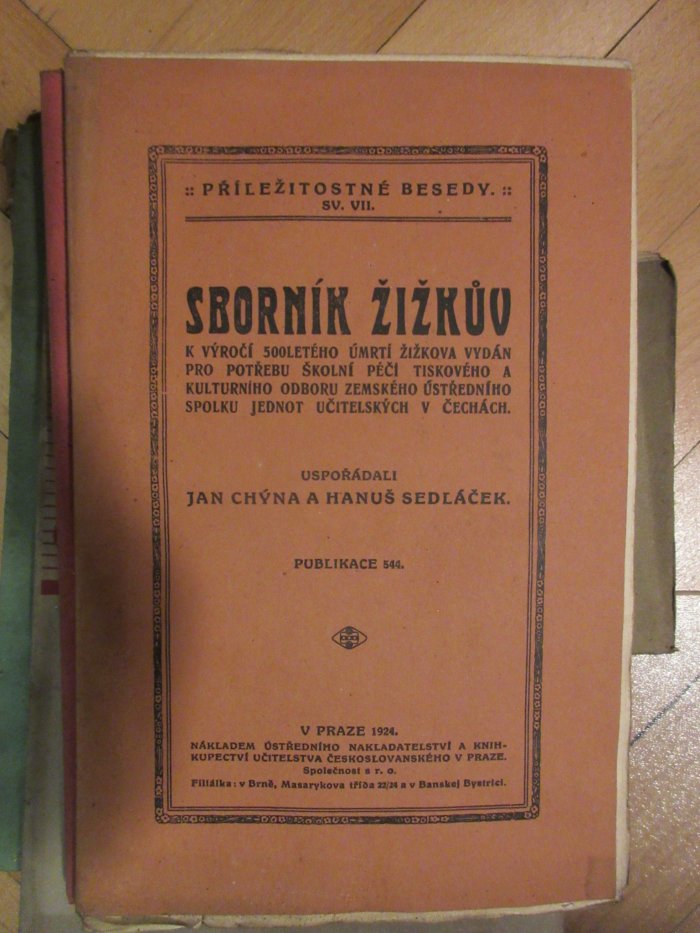 :: PŘÍLEŽITOSTNÉ BESEDY. ::
SV. VII.
SBORNÍK ŽIŽKŮV
K VÝROČÍ 500LETÉHO ÚMRTÍ ŽIŽKOVA VYDÁN
PRO POTŘEBU ŠKOLNÍ PÉČÍ TISKOVÉHO A
KULTURNÍHO ODBORU ZEMSKÉHO ÚSTŘEDNÍHO
SPOLKU JEDNOT UČITELSKÝCH V ČECHÁCH.
USPOŘÁDALI
JAN CHÝNA A HANUŠ SEDLÁČEK.
PUBLIKACE 544.
V PRAZE 1924.
NÁKLADEM ÚSTŘEDNÍHO NAKLADATELSTVÍ A KNIH-
KUPECTVÍ UČITELSTVA ČESKOSLOVANSKÉHO V PRAZE.
Společnost s r. o.
Filiálka: v Brně, Masarykova třída 22/24 a v Banskej Bystrici.